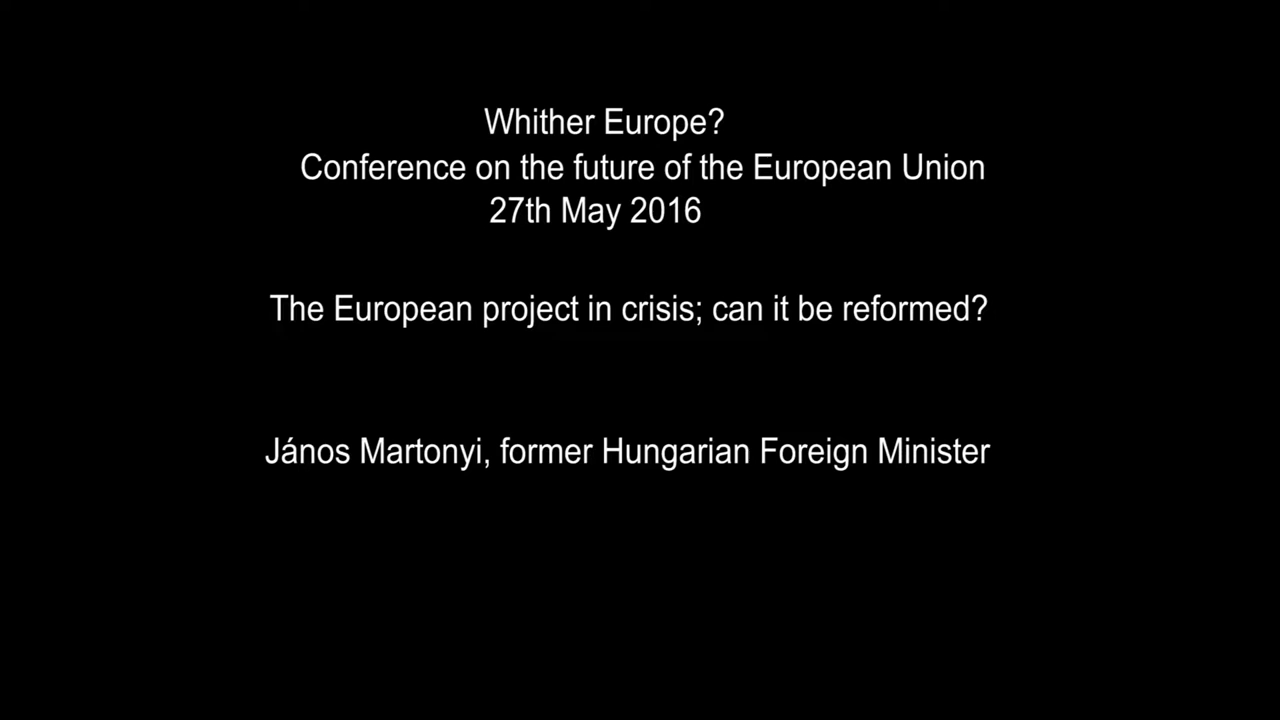 Whither Europe?
Conference on the future of the European Union
27th May 2016
The European project in crisis; can it be reformed?
János Martonyi, former Hungarian Foreign Minister